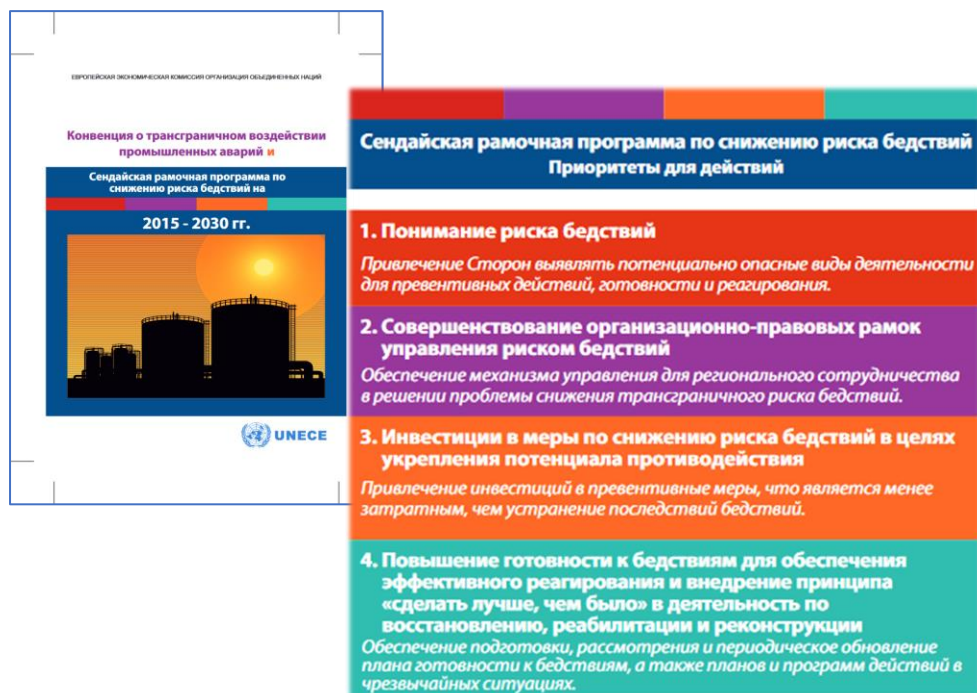 ЕВРОПЕЙСКАЯ ЭКОНОМИЧЕСКАЯ КОМИССИЯ ОРГАНИЗАЦИЯ ОБЪЕДИНЕННЫХ НАЦИЙ
Конвенция о трансграничном воздействии
промышленных аварий и
Сендайская рамочная программа по
снижению риска бедствий на
2015 - 2030 гг.
UNECE
Сендайская рамочная программа по снижению риска бедствий
Приоритеты для действий
1. Понимание риска бедствий
Привлечение Сторон выявлять потенциально опасные виды деятельности
для превентивных действий, готовности и реагирования.
2. Совершенствование организационно-правовых рамок
управления риском бедствий
Обеспечение механизма управления для регионального сотрудничества
в решении проблемы снижения трансграничного риска бедствий.
3. Инвестиции в меры по снижению риска бедствий в целях
укрепления потенциала противодействия
Привлечение инвестиций в превентивные меры, что является менее
затратным, чем устранение последствий бедствий.
4. Повышение готовности к бедствиям для обеспечения
эффективного реагирования и внедрение принципа
«сделать лучше, чем было» в деятельность по
восстановлению, реабилитации и реконструкции
Обеспечение подготовки, рассмотрения и периодическое обновление
плана готовности к бедствиям, а также планов и программ действий в
чрезвычайных ситуациях.